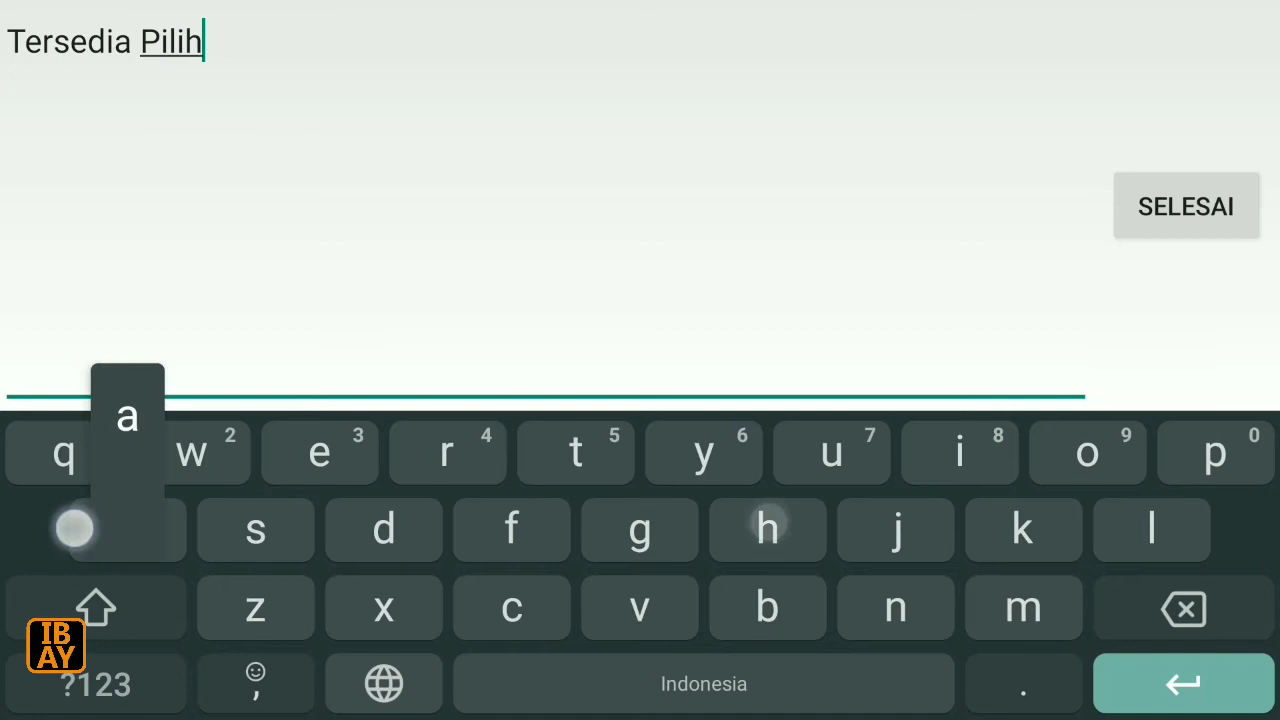 Tersedia Pilih
SELESAI
a
q w 2 e 3 r 4 t 5 y 6 u 7 i 8 o 9 p 0
s d f g h j k l
z x c v b n m
IB
AY
?123 , Indonesia .